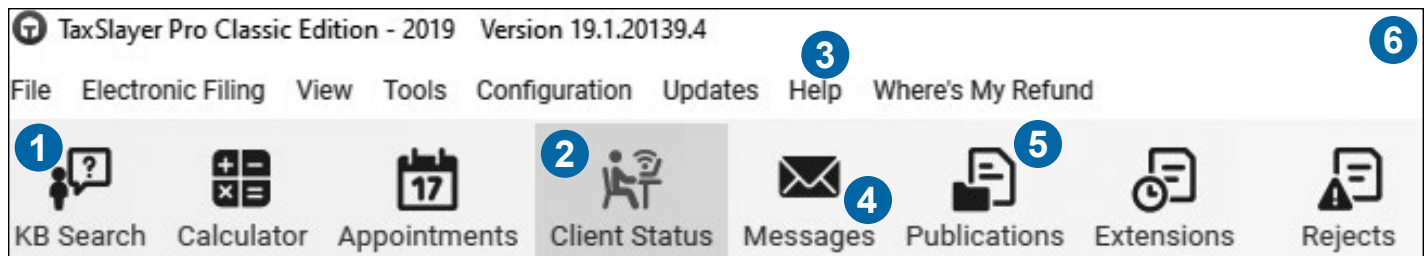 TaxSlayer Pro Classic Edition - 2019 Version 19.1.20139.4
3 6
File Electronic Filing View Tools Configuration Updates Help Where's My Refund
1 ? 17 2 5
4
KB Search Calculator Appointments Client Status Messages Publications Extensions Rejects